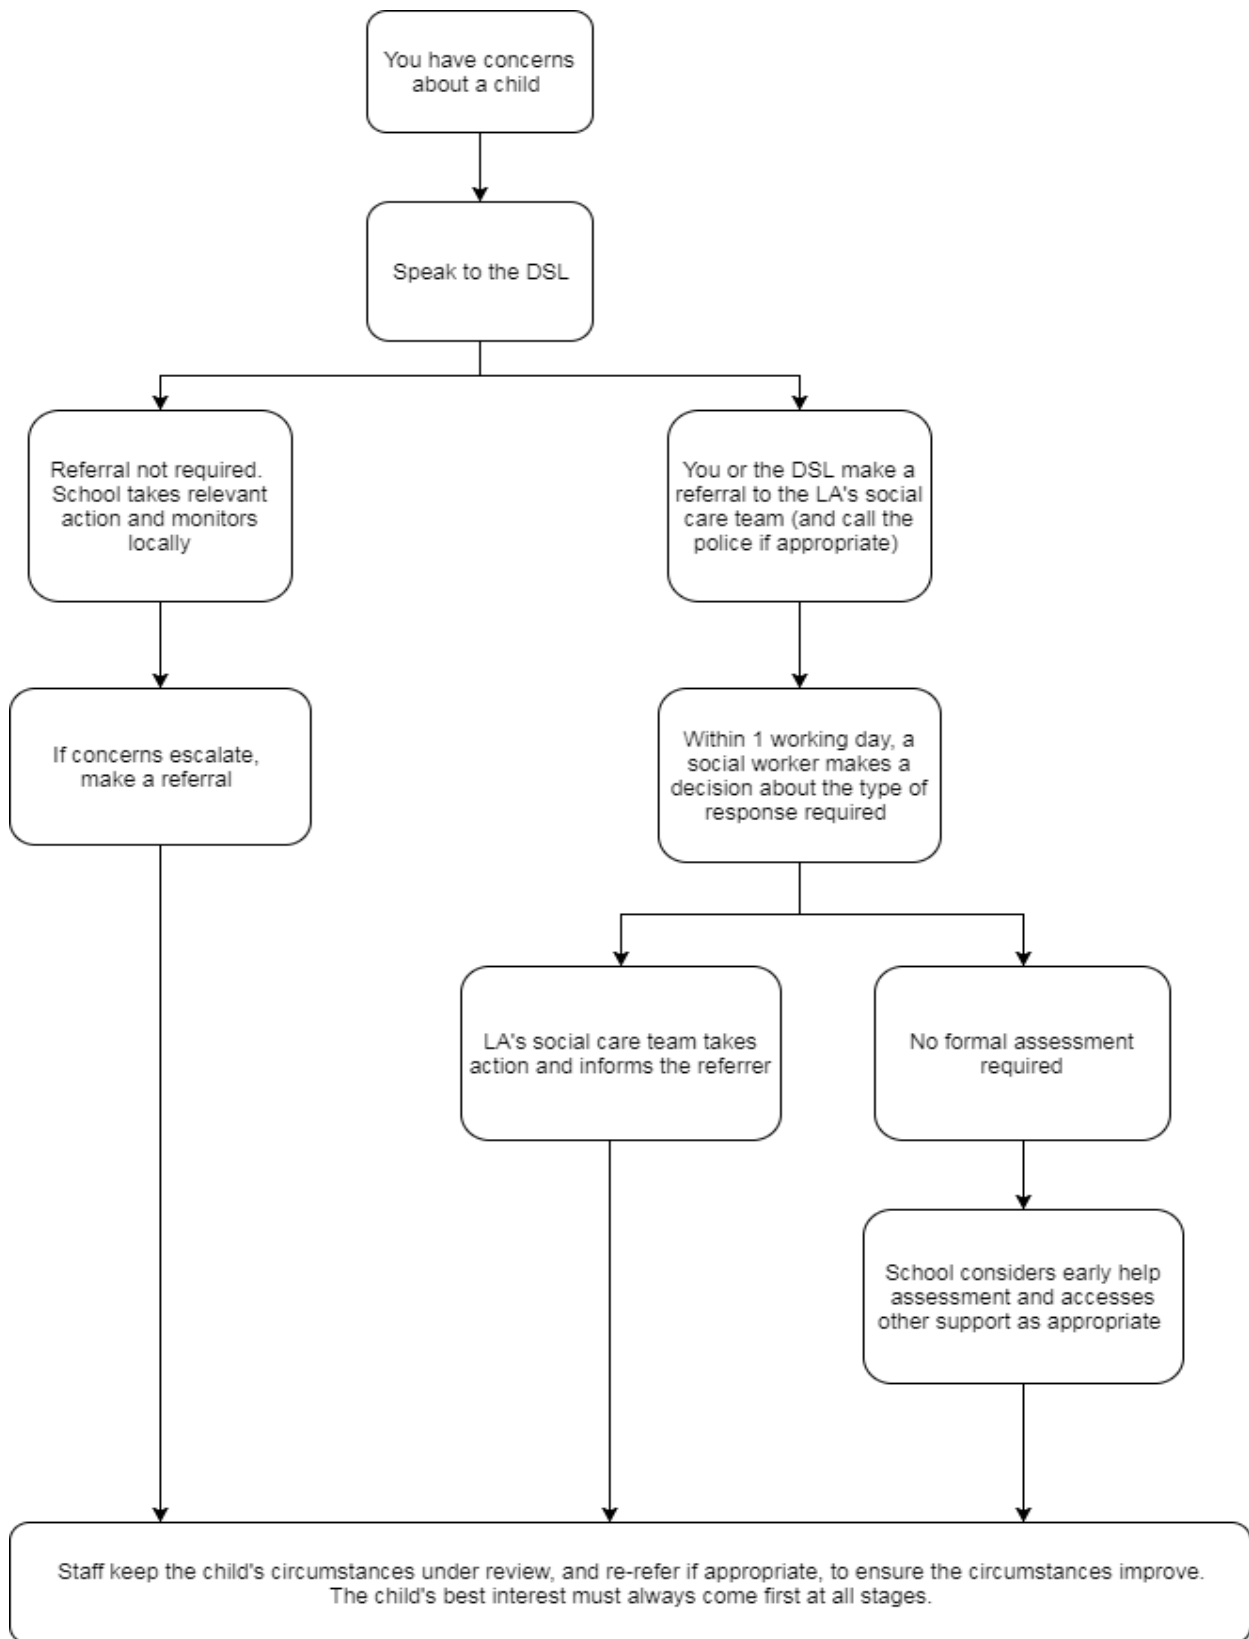 You have concerns
about a child
Speak to the DSL
Referral not required.
School takes relevant
action and monitors
locally
You or the DSL make a
referral to the LA's social
care team (and call the
police if appropriate)
If concerns escalate,
make a referral
Within 1 working day, a
social worker makes a
decision about the type of
response required
LA's social care team takes
action and informs the referrer
No formal assessment
required
School considers early help
assessment and accesses
other support as appropriate
Staff keep the child's circumstances under review, and re-refer if appropriate, to ensure the circumstances improve.
The child's best interest must always come first at all stages.